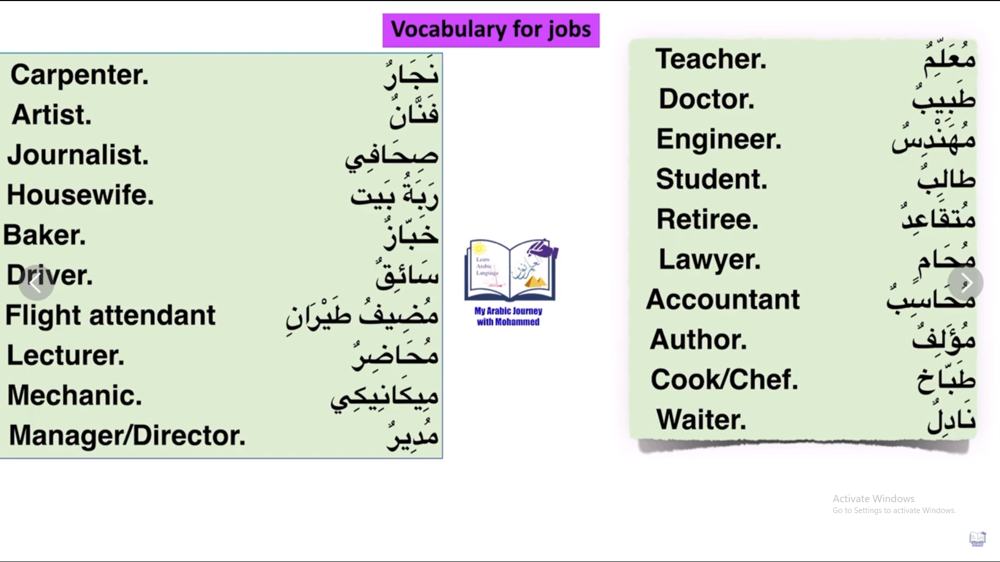 Vocabulary for jobs
Carpenter. نَجَارٌ
Artist. فَنَّانٌ
Journalist. صِحَافِي
Housewife. رَبَةُ بَيت
Baker. خَبّازٌ
Driver. سَائِقٌ
Flight attendant مُضِيفُ طَيْرَانِ
Lecturer. مُحَاضِرٌ
Mechanic. مِيكَانِيكِي
Manager/Director. مُدِيرٌ
Learn
Arabic
Language
My Arabic Journey
with Mohammed
Teacher. مُعَلِّمٌ
Doctor. طَبِيبٌ
Engineer. مُهَنْدِسٌ
Student. طالِبٌ
Retiree. مُتقَاعِدٌ
Lawyer. مُحَامٍ
Accountant مُحَاسِبٌ
Author. مُؤَلِفٌ
Cook/Chef. طَبّاخ
Waiter. نَادِلٌ
Activate Windows
Go to Settings to activate Windows.